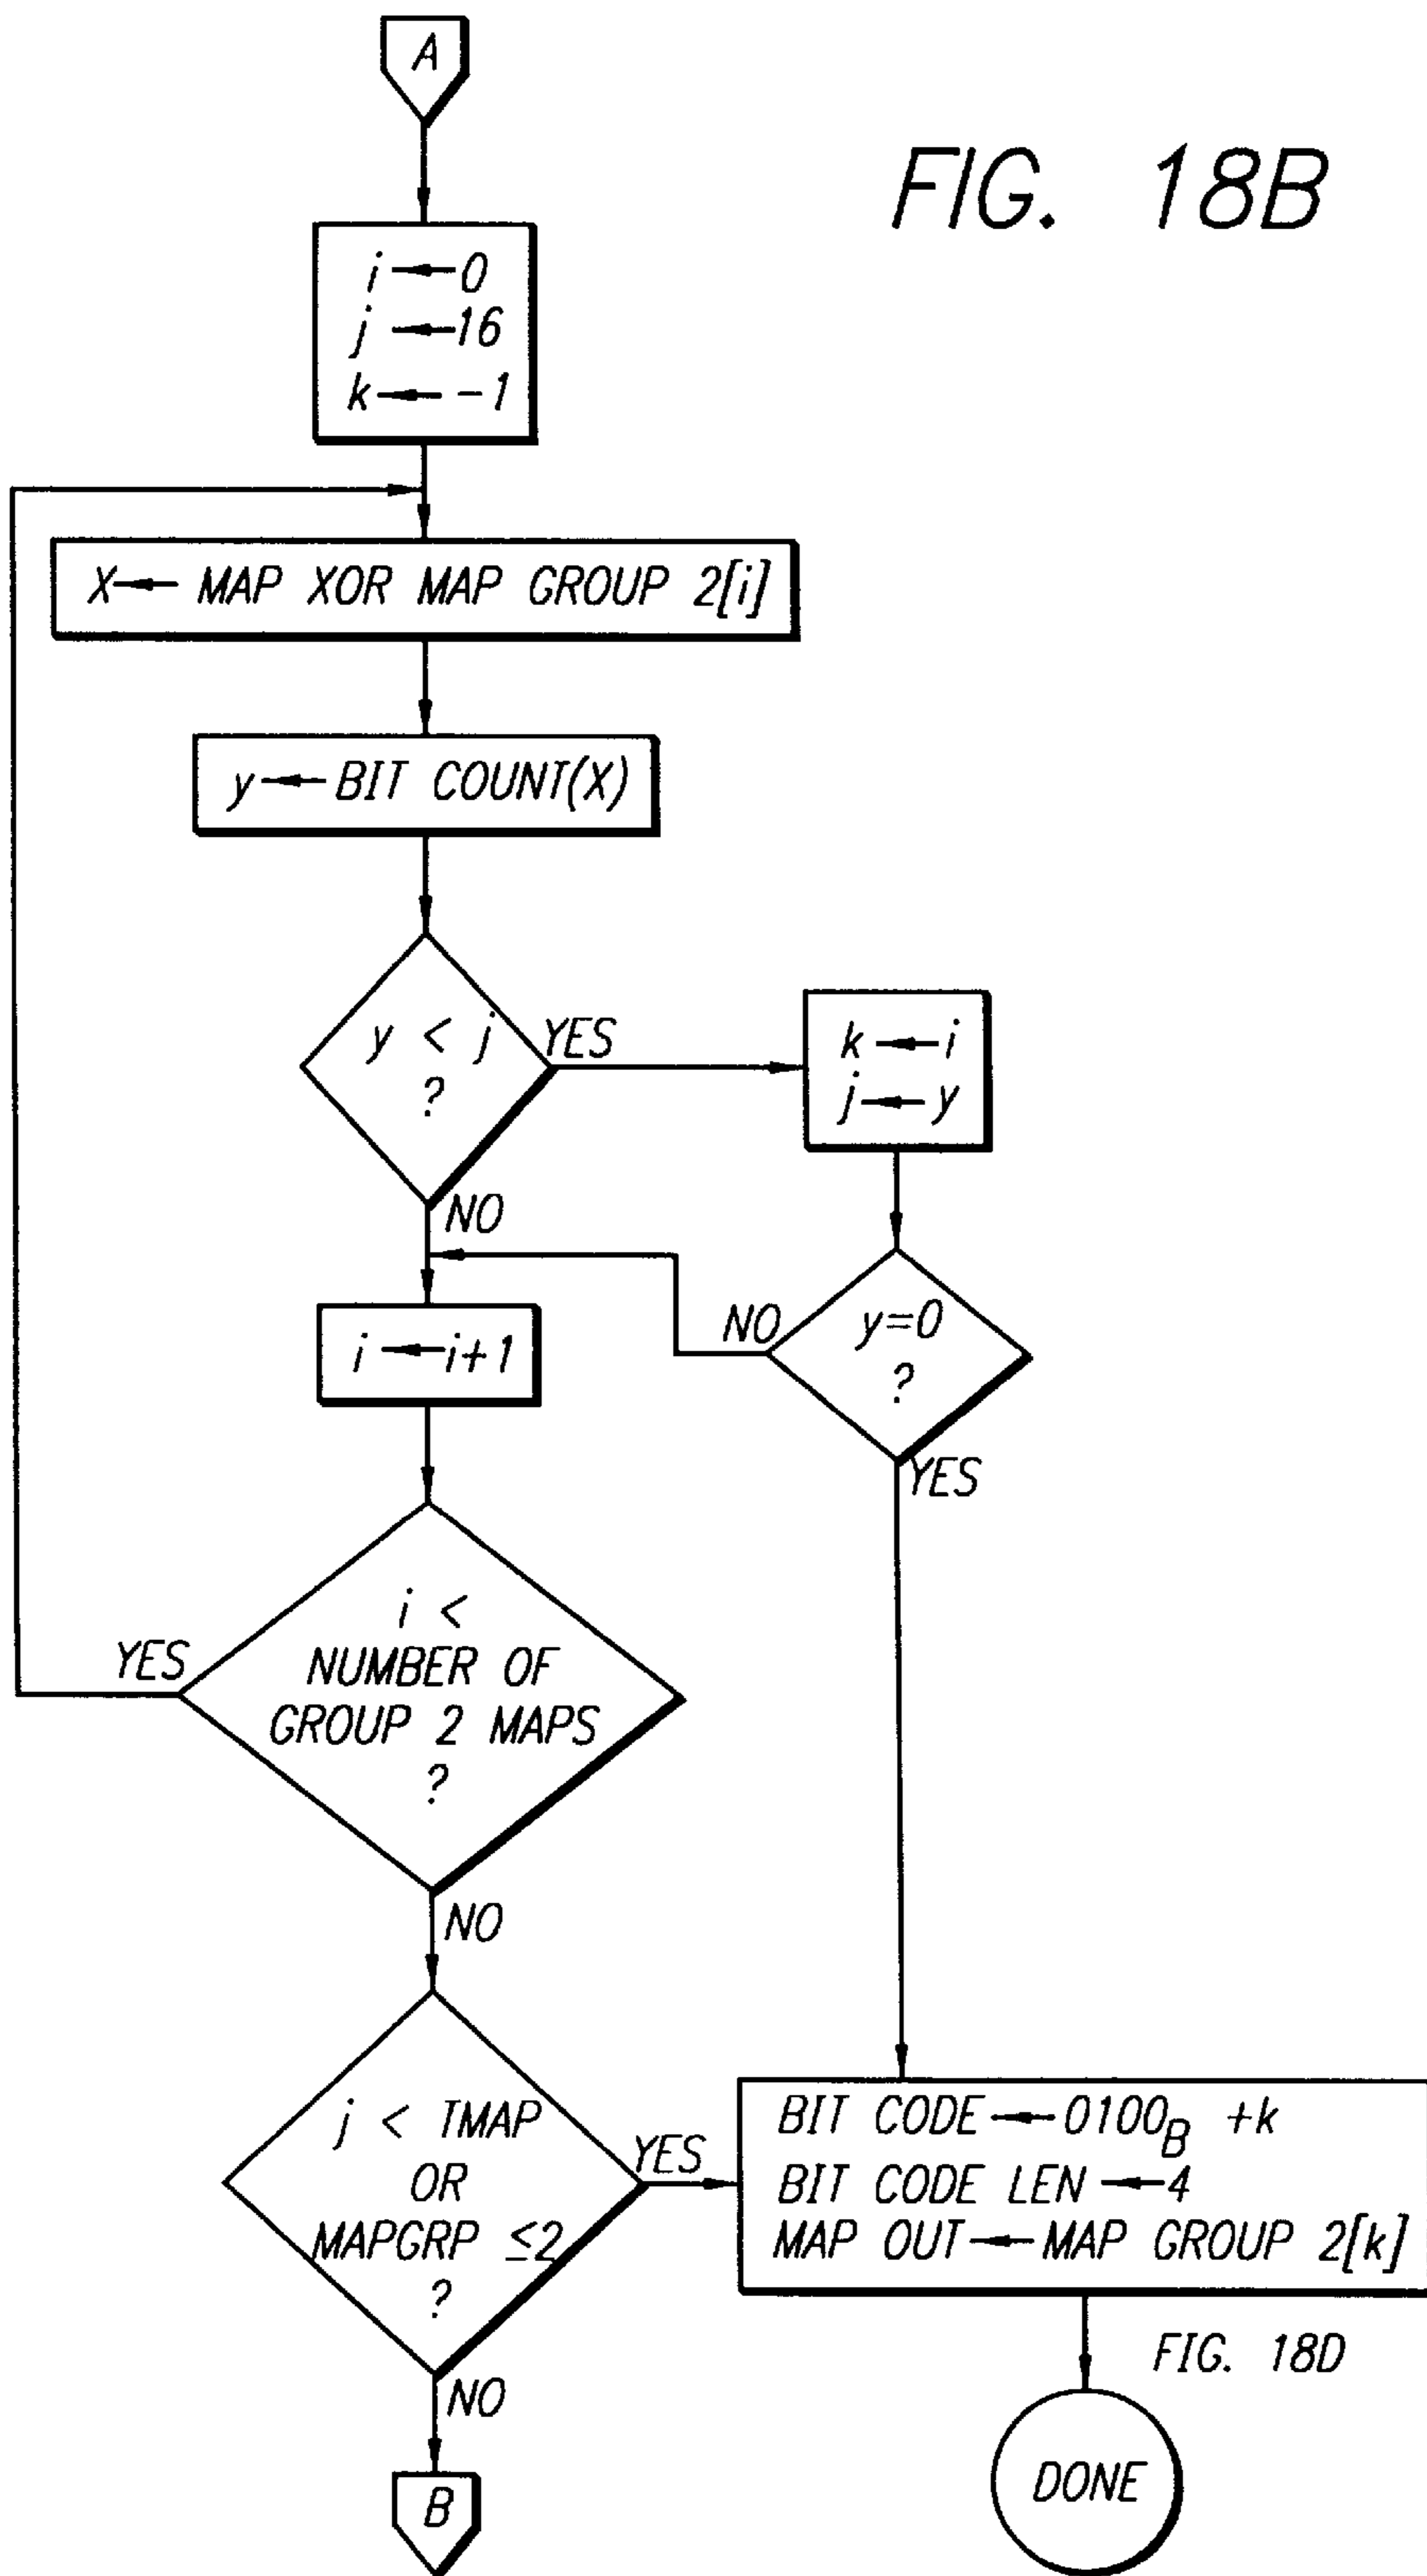 A
FIG. 18B
i ← 0
j ← 16
k ← -1
X ← MAP XOR MAP GROUP 2[i]
y ← BIT COUNT(X)
y < j
?
YES
k ← i
j ← y
NO
i ← i+1
NO
y=0
?
YES
i <
NUMBER OF
GROUP 2 MAPS
?
YES
NO
j < TMAP
OR
MAPGRP ≤2
?
YES
BIT CODE ← 0100B +k
BIT CODE LEN ← 4
MAP OUT ← MAP GROUP 2[k]
NO
FIG. 18D
B
DONE